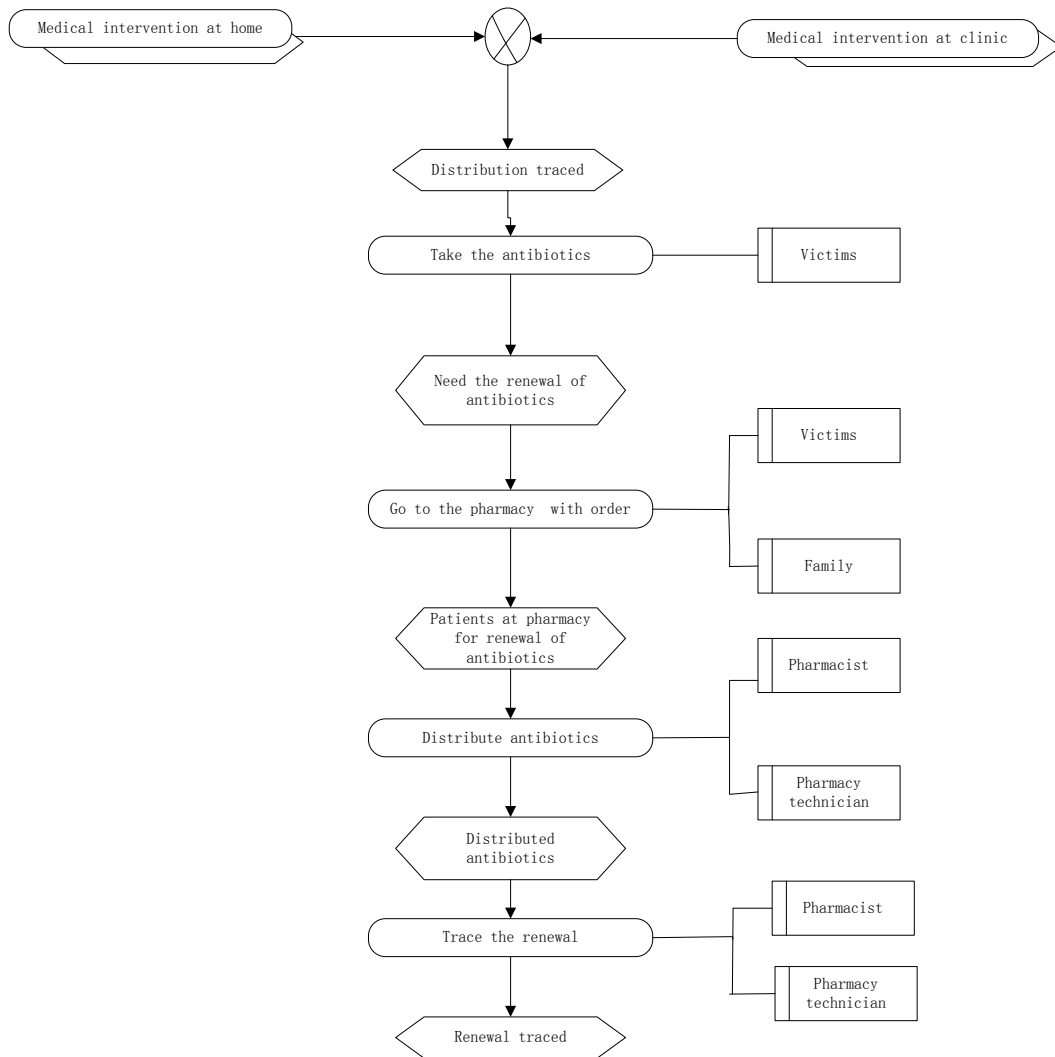 Medical intervention at home
Medical intervention at clinic
Distribution traced
Take the antibiotics
Victims
Need the renewal of
antibiotics
Victims
Go to the pharmacy  with order
Family
Patients at pharmacy
for renewal of
antibiotics
Pharmacist
Distribute antibiotics
Pharmacy
technician
Distributed
antibiotics
Pharmacist
Trace the renewal
Pharmacy
technician
Renewal traced